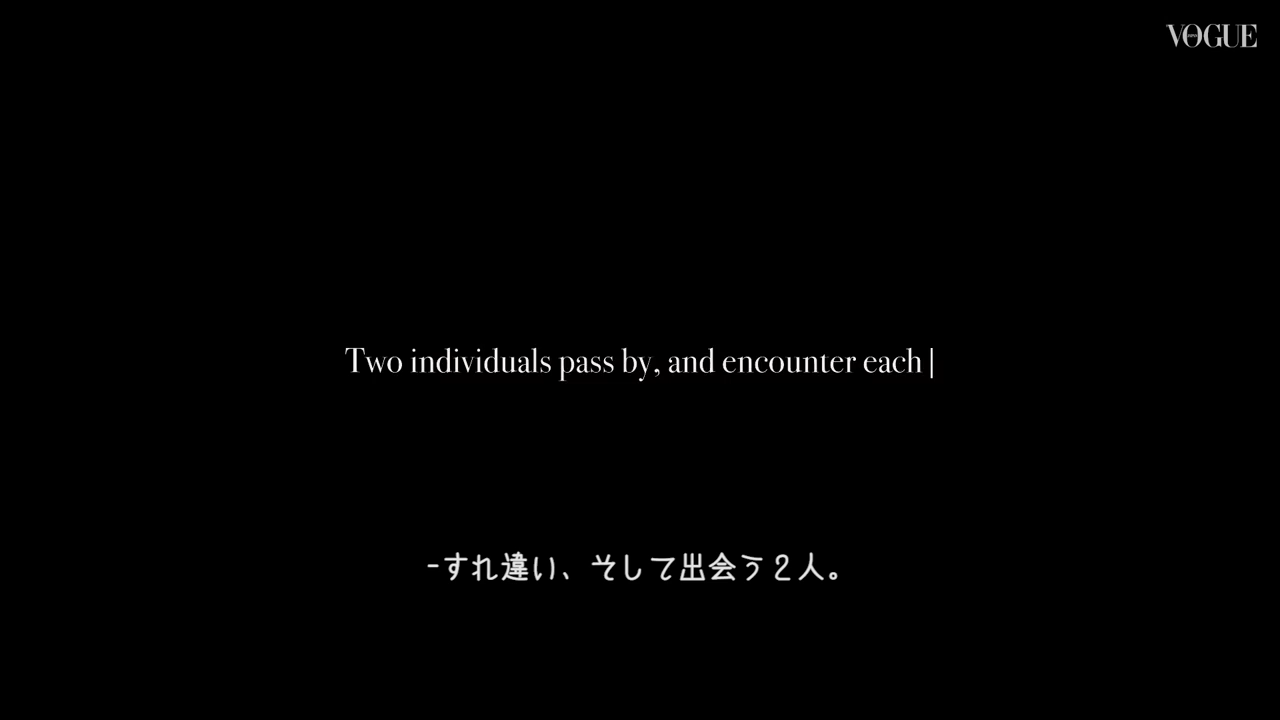 VOGUE
Two individuals pass by, and encounter each|
-すれ違い、そして出会う２人。